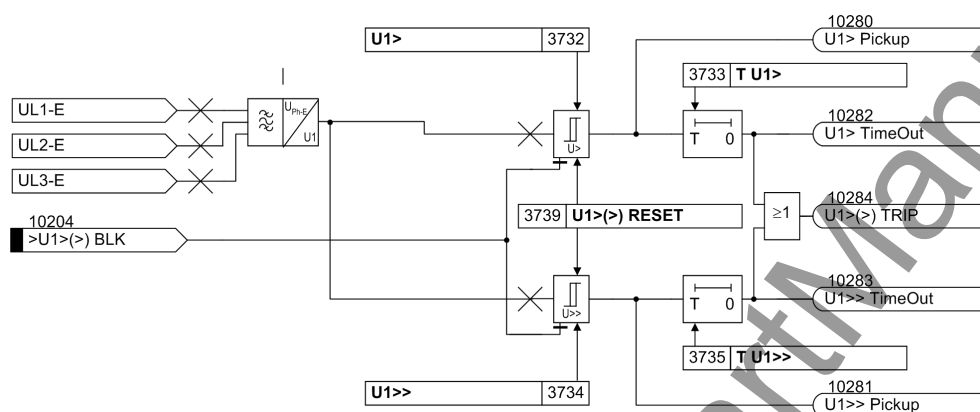 U1> 3732
10280
U1> Pickup
3733 T U1>
UL1-E
UL2-E
UL3-E
UPh-E
U1
U>
T 0
10282
U1> TimeOut
10204
>U1>(>) BLK
3739 U1>(>) RESET
≥1
10284
U1>(>) TRIP
U>>
T 0
10283
U1>> TimeOut
3735 T U1>>
U1>> 3734
10281
U1>> Pickup